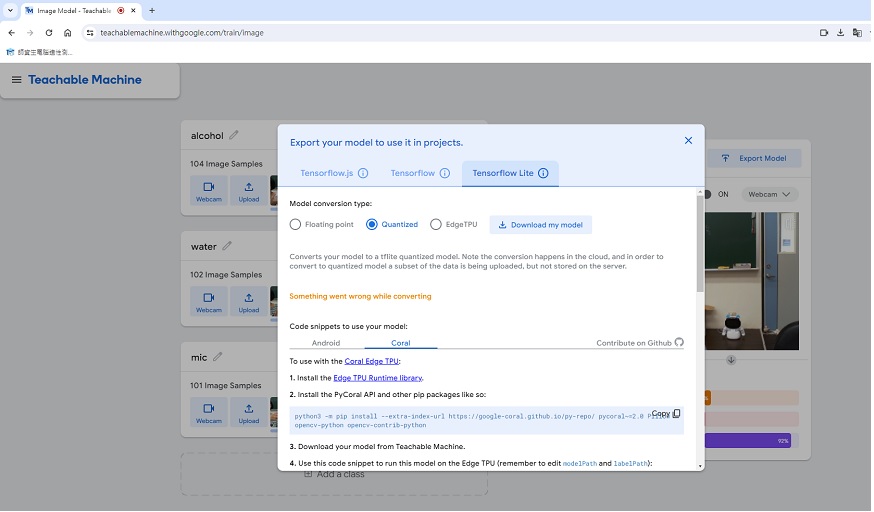 Image Model - Teachable
teachablemachine.withgoogle.com/train/image
Teachable Machine
alcohol
104 Image Samples
Webcam
Upload
water
102 Image Samples
Webcam
Upload
mic
101 Image Samples
Webcam
Upload
Add a class
Export your model to use it in projects.
Tensorflow.js
Tensorflow
Tensorflow Lite
Model conversion type:
Floating point
Quantized
EdgeTPU
Download my model
Converts your model to a tflite quantized model. Note the conversion happens in the cloud, and in order to
convert to quantized model a subset of the data is being uploaded, but not stored on the server.
Something went wrong while converting
Code snippets to use your model:
Android
Coral
Contribute on Github
To use with the Coral Edge TPU:
1. Install the Edge TPU Runtime library.
2. Install the PyCoral API and other pip packages like so:
Copy
python3 -m pip install --extra-index-url https://google-coral.github.io/py-repo/ pycoral~=2.0
opencv-python opencv-contrib-python
3. Download your model from Teachable Machine.
4. Use this code snippet to run this model on the Edge TPU (remember to edit modelPath and labelPath):
Export Model
ON
Webcam
92%